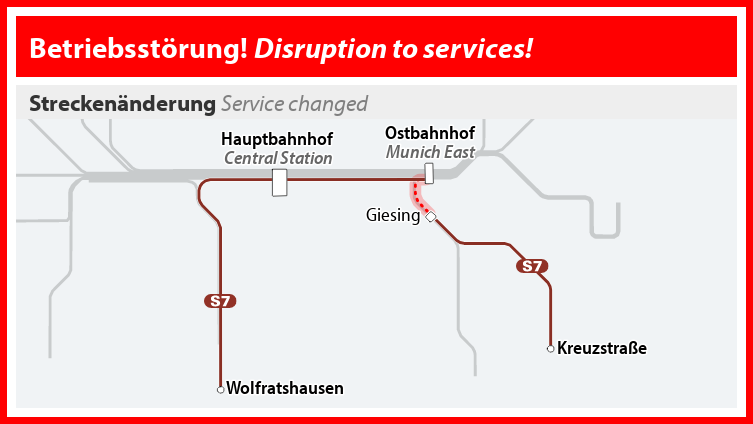 Betriebsstörung! Disruption to services!
Streckenänderung Service changed
Hauptbahnhof
Central Station
Ostbahnhof
Munich East
Giesing
S7
S7
Kreuzstraße
Wolfratshausen